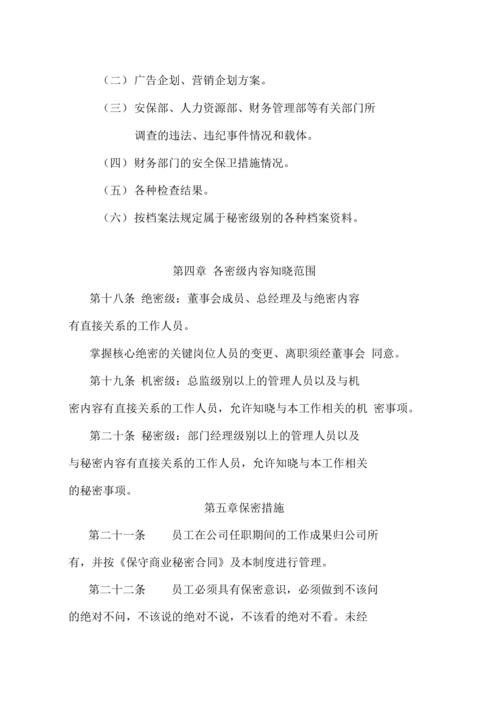 （二）广告企划、营销企划方案。
（三）安保部、人力资源部、财务管理部等有关部门所
调查的违法、违纪事件情况和载体。
（四）财务部门的安全保卫措施情况。
（五）各种检查结果。
（六）按档案法规定属于秘密级别的各种档案资料。
第四章 各密级内容知晓范围
第十八条 绝密级：董事会成员、总经理及与绝密内容
有直接关系的工作人员。
掌握核心绝密的关键岗位人员的变更、离职须经董事会 同意。
第十九条 机密级：总监级别以上的管理人员以及与机
密内容有直接关系的工作人员，允许知晓与本工作相关的机 密事项。
第二十条 秘密级：部门经理级别以上的管理人员以及
与秘密内容有直接关系的工作人员，允许知晓与本工作相关
的秘密事项。
第五章保密措施
第二十一条 员工在公司任职期间的工作成果归公司所
有，并按《保守商业秘密合同》及本制度进行管理。
第二十二条 员工必须具有保密意识，必须做到不该问
的绝对不问，不该说的绝对不说，不该看的绝对不看。未经